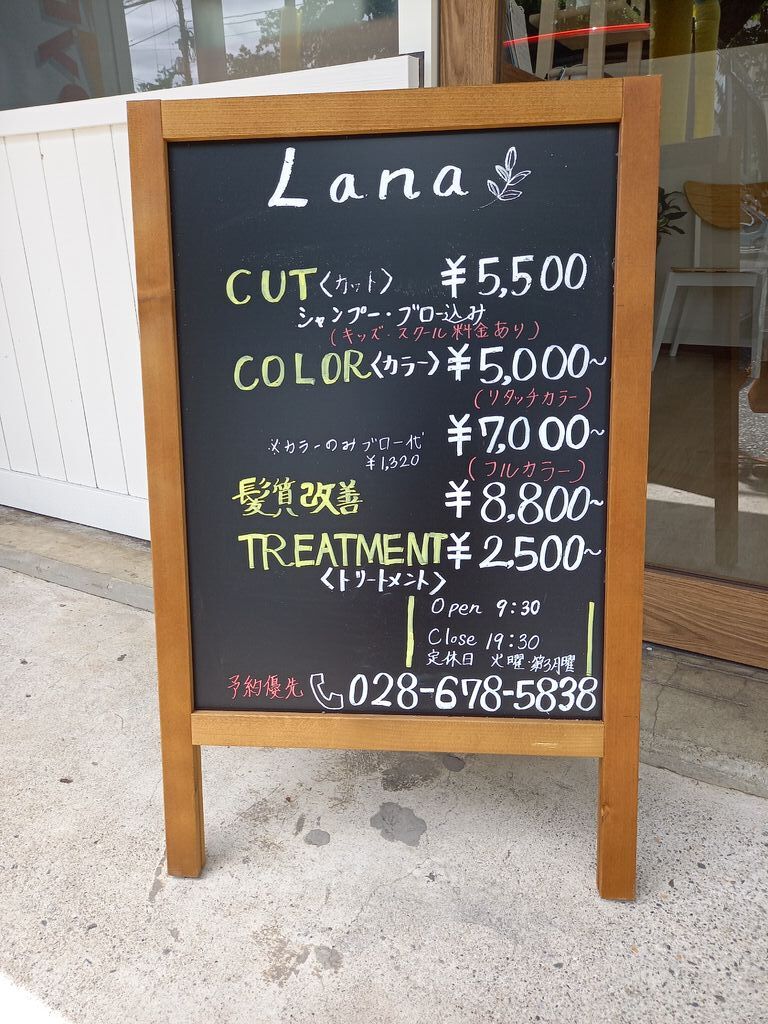 Lana
CUT〈カット〉 ¥5,500
シャンプー・ブロー込み
(キッズ・スクール料金あり)
COLOR〈カラー〉¥5,000~
(リタッチカラー)
¥7,000~
※カラーのみブロー代
¥1,320
(フルカラー)
髪質改善 ¥8,800~
TREATMENT ¥2,500~
〈トリートメント〉
Open 9:30
Close 19:30
定休日 火曜・第3月曜
予約優先 028-678-5838